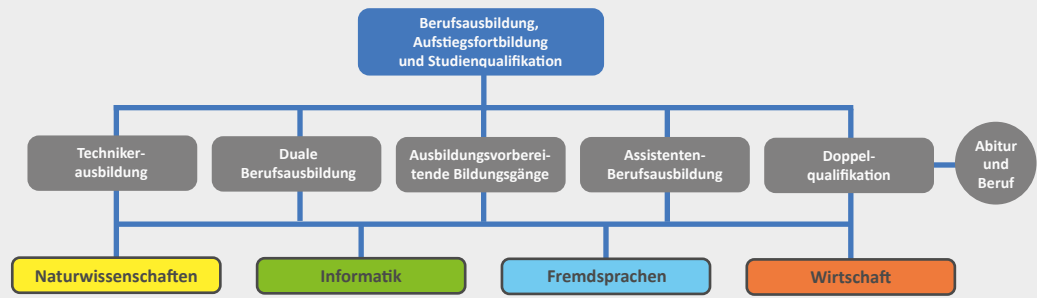 Berufsausbildung,
Aufstiegsfortbildung
und Studienqualifikation
Techniker-
ausbildung
Duale
Berufsausbildung
Ausbildungsvorberei-
tende Bildungsgänge
Assistenten-
Berufsausbildung
Doppel-
qualifikation
Abitur
und
Beruf
Naturwissenschaften
Informatik
Fremdsprachen
Wirtschaft